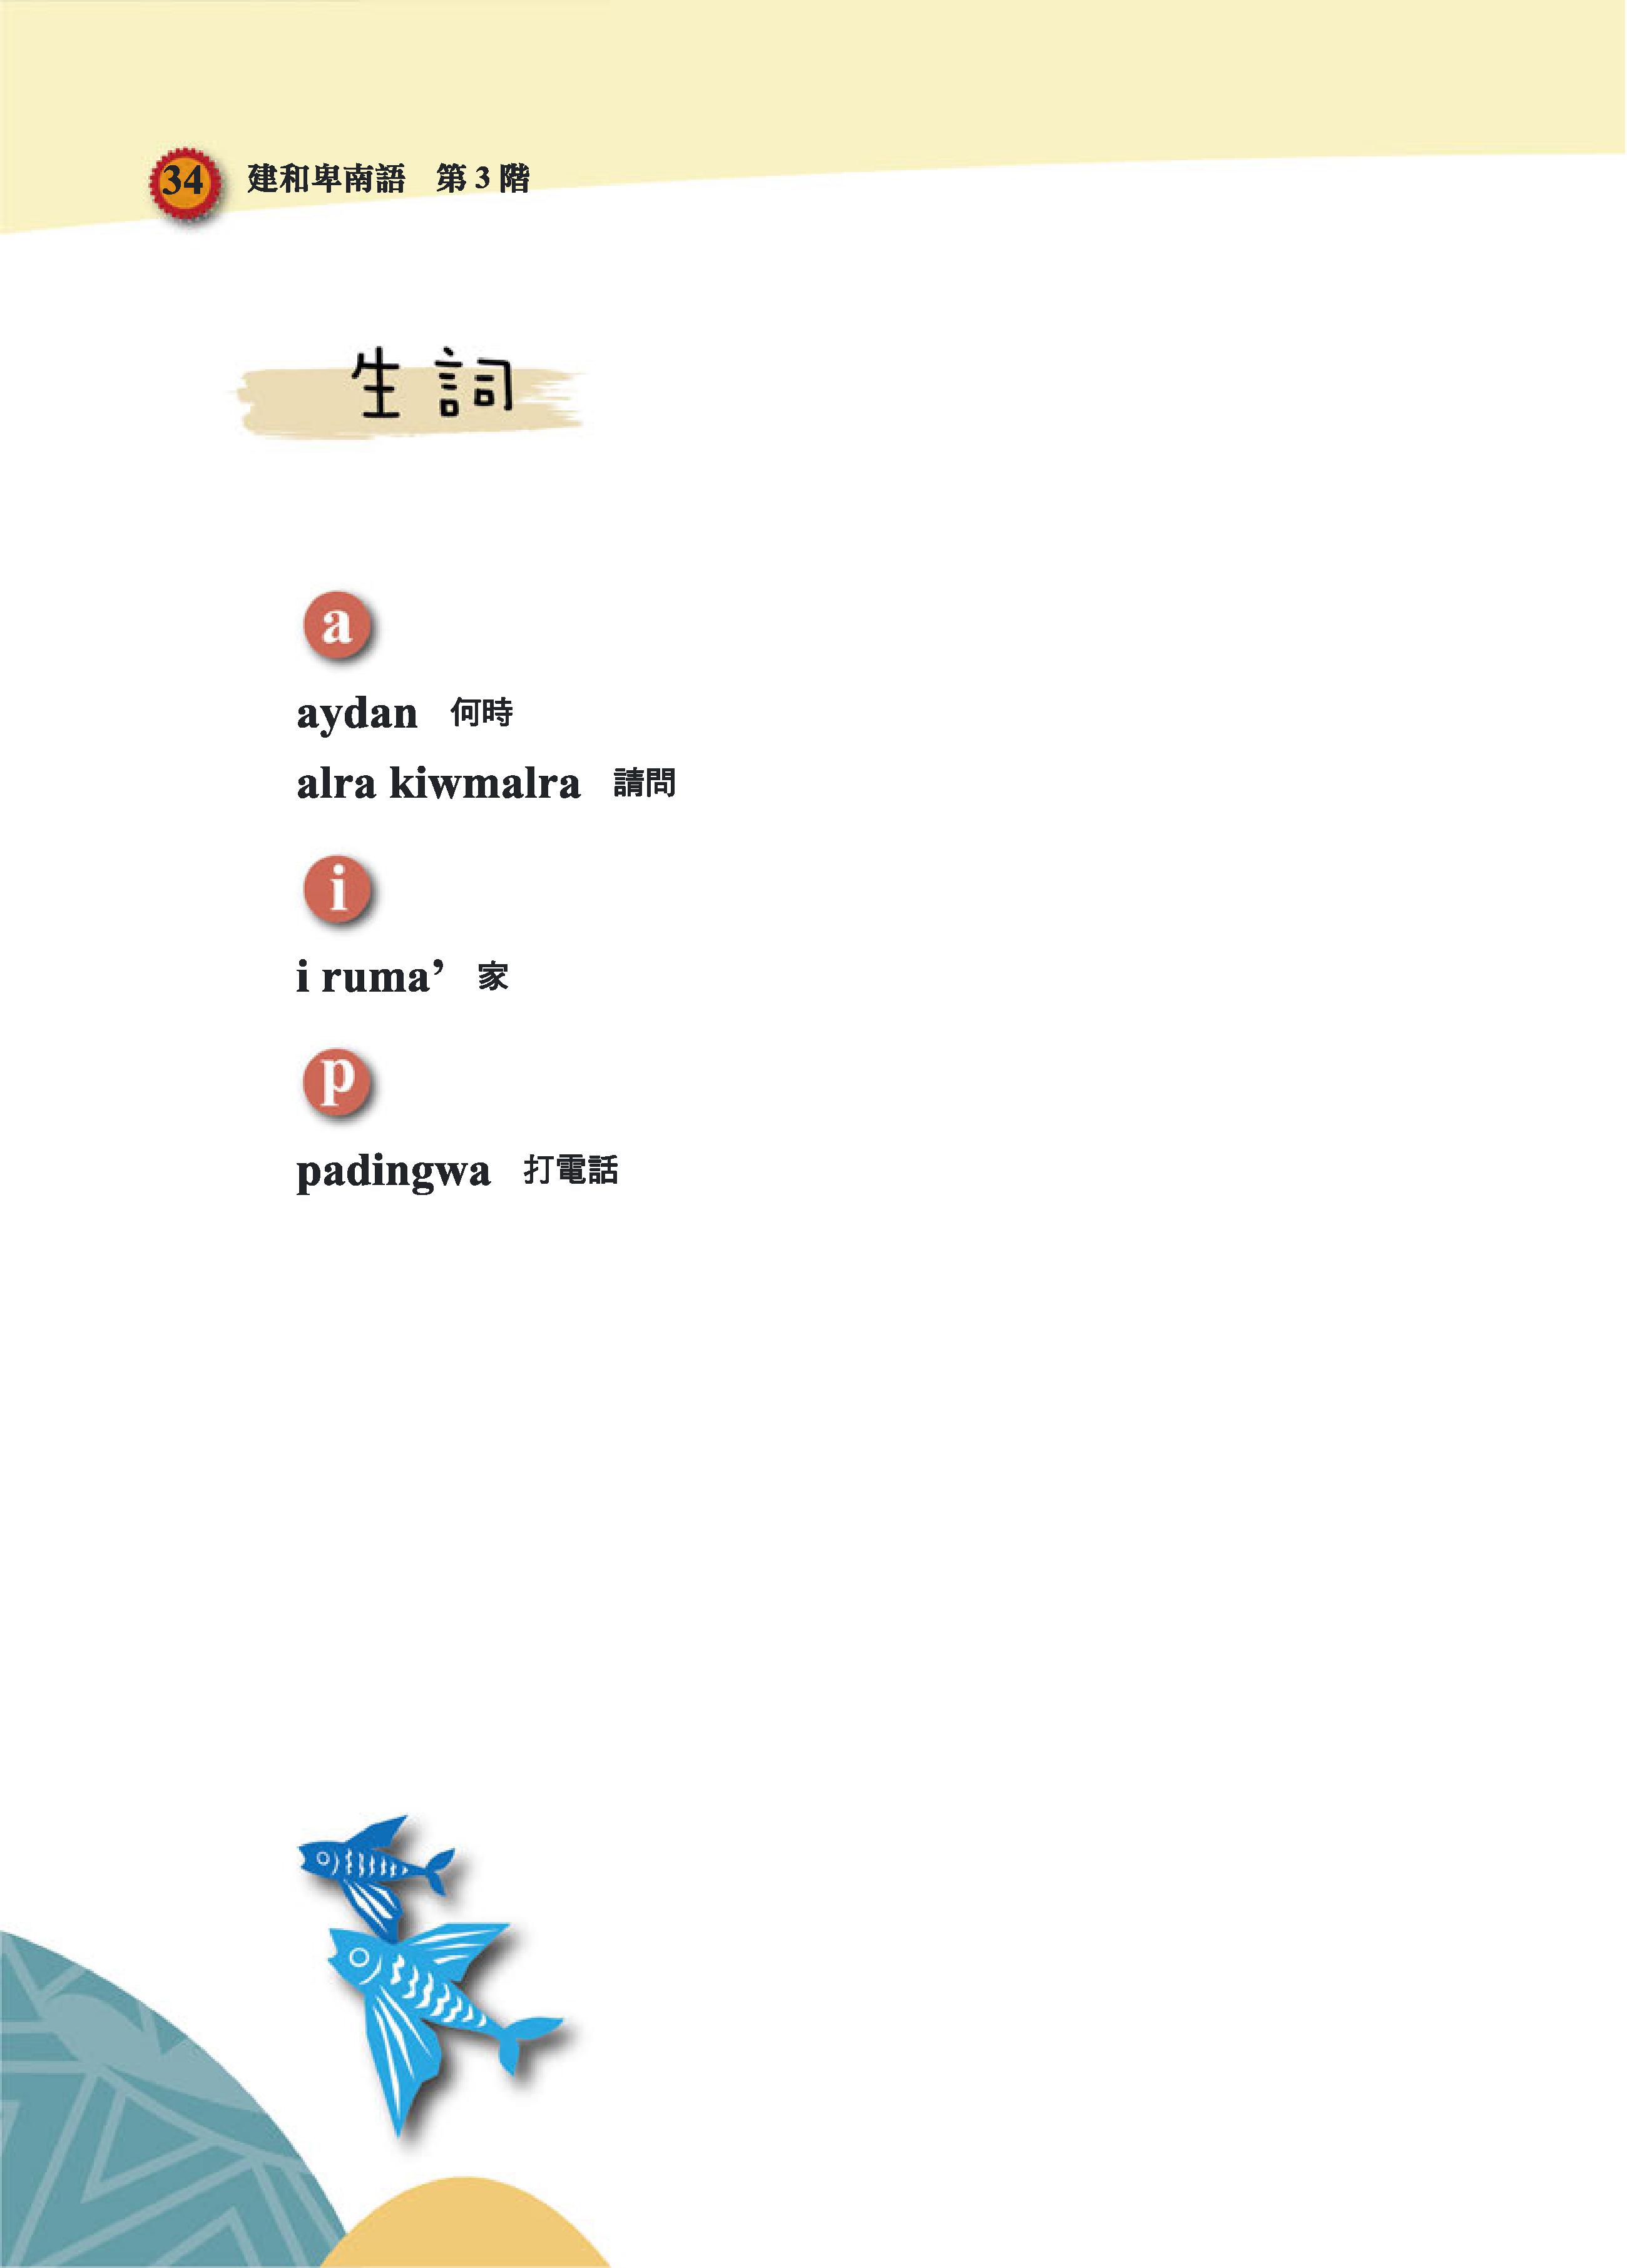 34 建和卑南語 第3階
生詞
a
aydan 何時
alra kiwmalra 請問
i
i ruma’ 家
p
padingwa 打電話